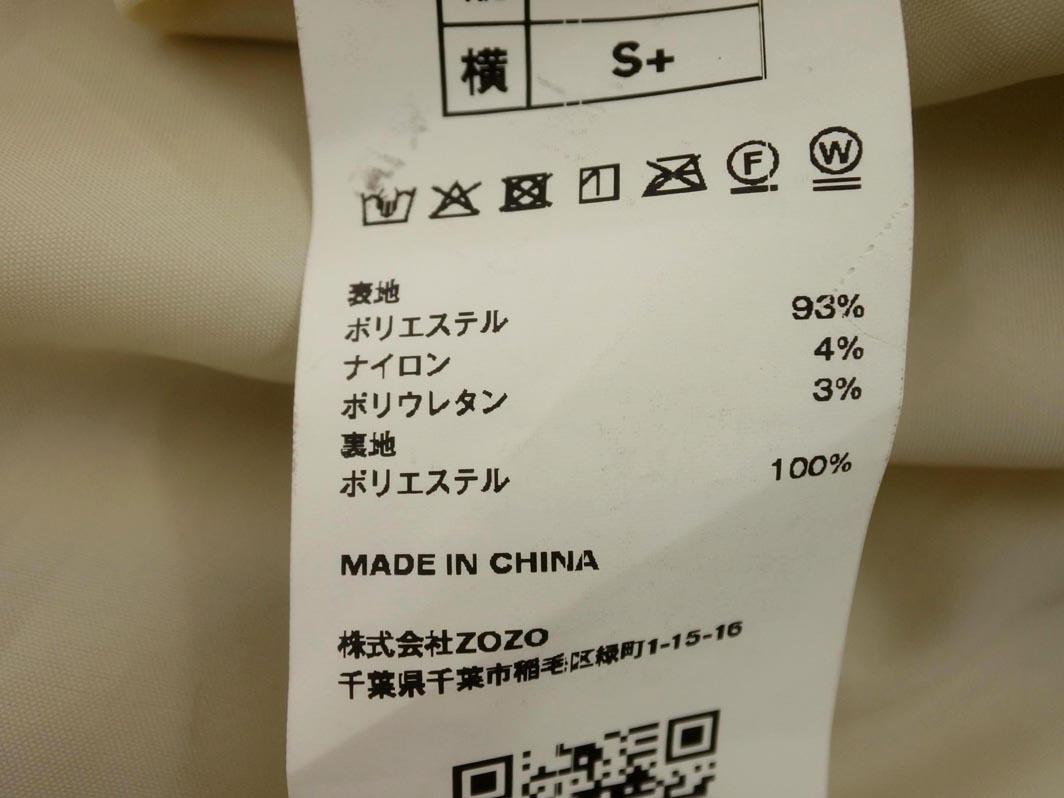 横 S+
F W
表地
ポリエステル 93%
ナイロン 4%
ポリウレタン 3%
裏地
ポリエステル 100%
MADE IN CHINA
株式会社ZOZO
千葉県千葉市稲毛区緑町1-15-16